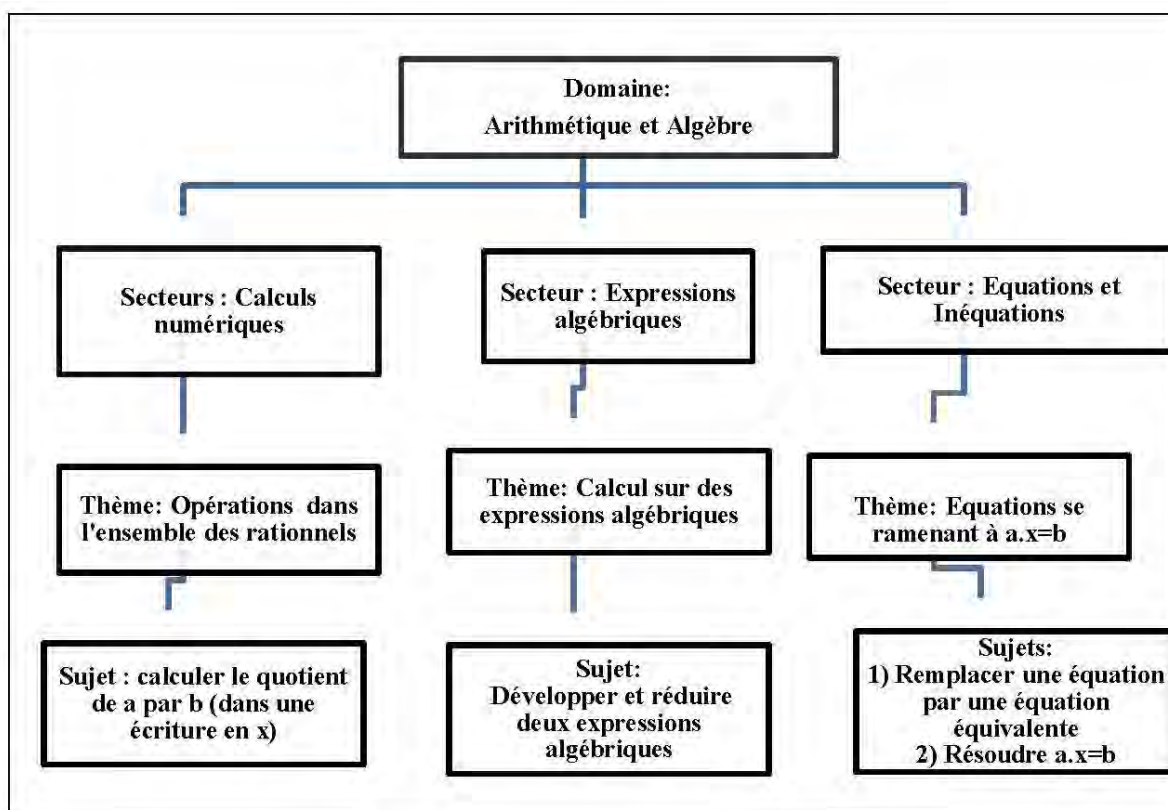 Domaine:
Arithmétique et Algèbre
Secteurs : Calculs
numériques
Secteur : Expressions
algébriques
Secteur : Equations et
Inéquations
Thème: Opérations dans
l'ensemble des rationnels
Thème: Calcul sur des
expressions algébriques
Thème: Equations se
ramenant à a.x=b
Sujet : calculer le quotient
de a par b (dans une
écriture en x)
Sujet:
Développer et réduire
deux expressions
algébriques
Sujets:
1) Remplacer une équation
par une équation
équivalente
2) Résoudre a.x=b